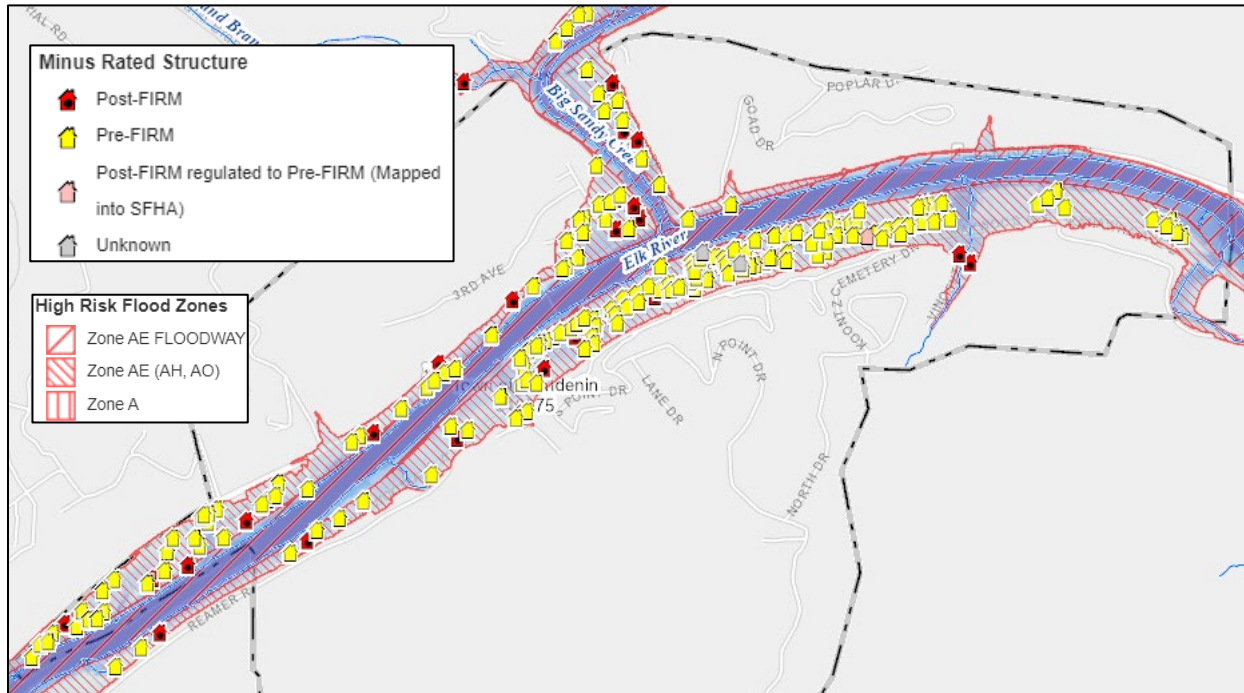 Minus Rated Structure
Post-FIRM
Pre-FIRM
Post-FIRM regulated to Pre-FIRM (Mapped
into SFHA)
Unknown
High Risk Flood Zones
Zone AE FLOODWAY
Zone AE (AH, AO)
Zone A
Big Sandy Cree
POPLAR
GOAD DR
Elk River
3RD AVE
CEMETERY DR
KOONTZ
N POINT DR
LANE DR
POINT DR
75
NORTH DR
REAMER R